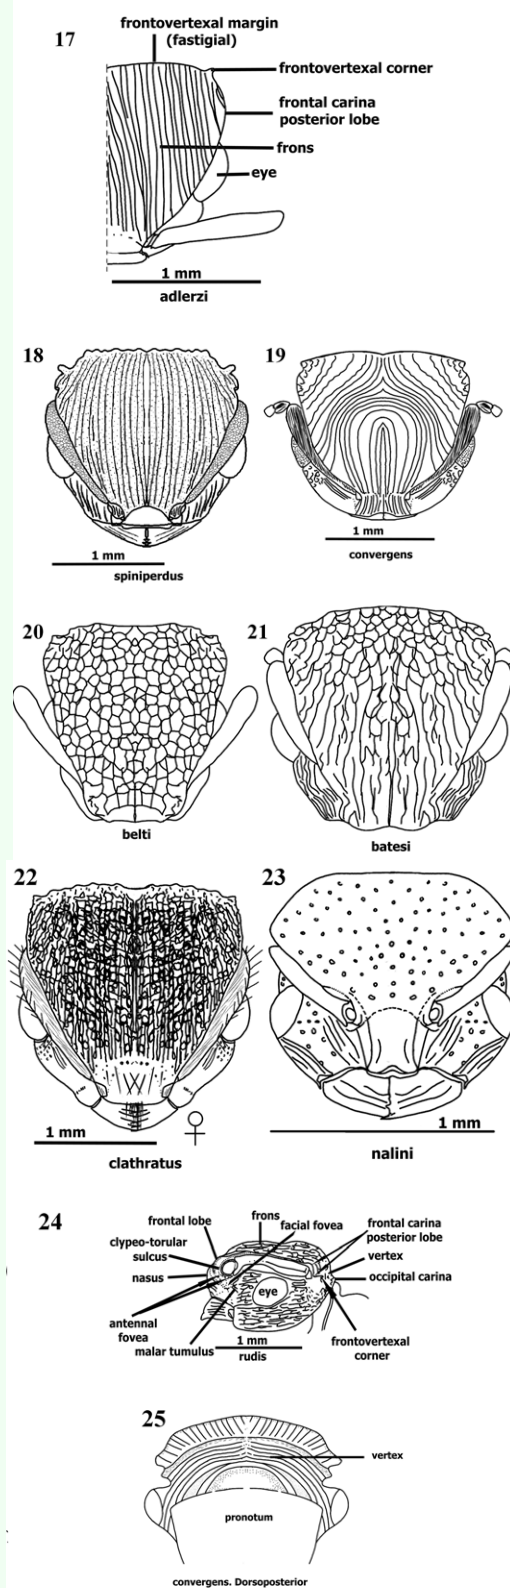 17
frontovertexal margin
(fastigial)
frontovertexal corner
frontal carina
posterior lobe
frons
eye
1 mm
adlerzi
18
1 mm
spiniperdus
19
1 mm
convergens
20
belti
21
batesi
22
1 mm
clathratus
♀
23
1 mm
nalini
24
frontal lobe
frons
facial fovea
frontal carina
posterior lobe
clypeo-torular
sulcus
vertex
nasus
occipital carina
eye
antennal
fovea
malar tumulus
frontovertexal
corner
1 mm
rudis
25
vertex
pronotum
convergens. Dorsoposterior